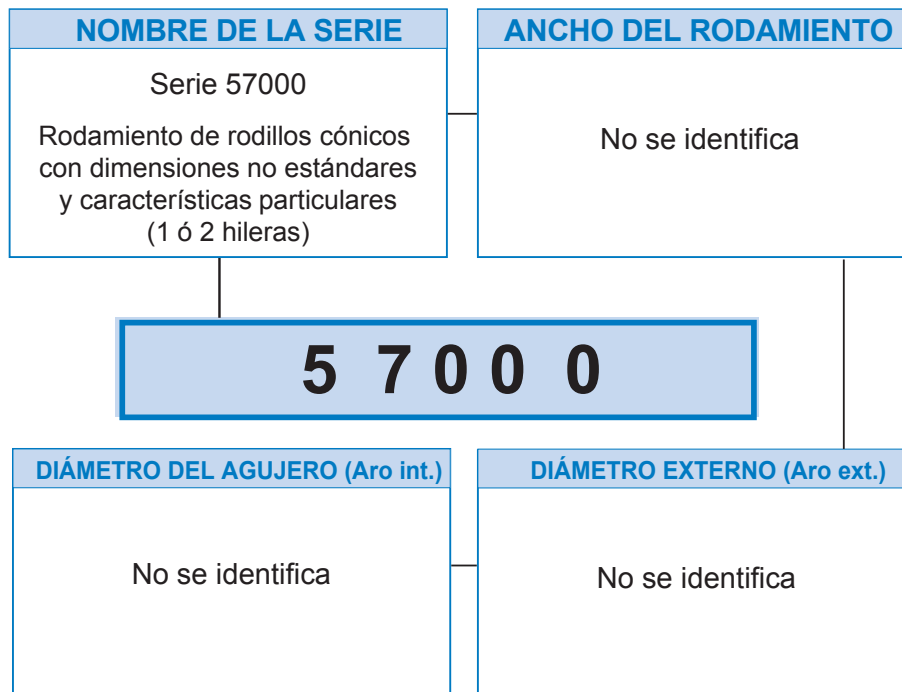 NOMBRE DE LA SERIE
Serie 57000
Rodamiento de rodillos cónicos
con dimensiones no estándares
y características particulares
(1 ó 2 hileras)
ANCHO DEL RODAMIENTO
No se identifica
5 7 0 0 0
DIÁMETRO DEL AGUJERO (Aro int.)
No se identifica
DIÁMETRO EXTERNO (Aro ext.)
No se identifica